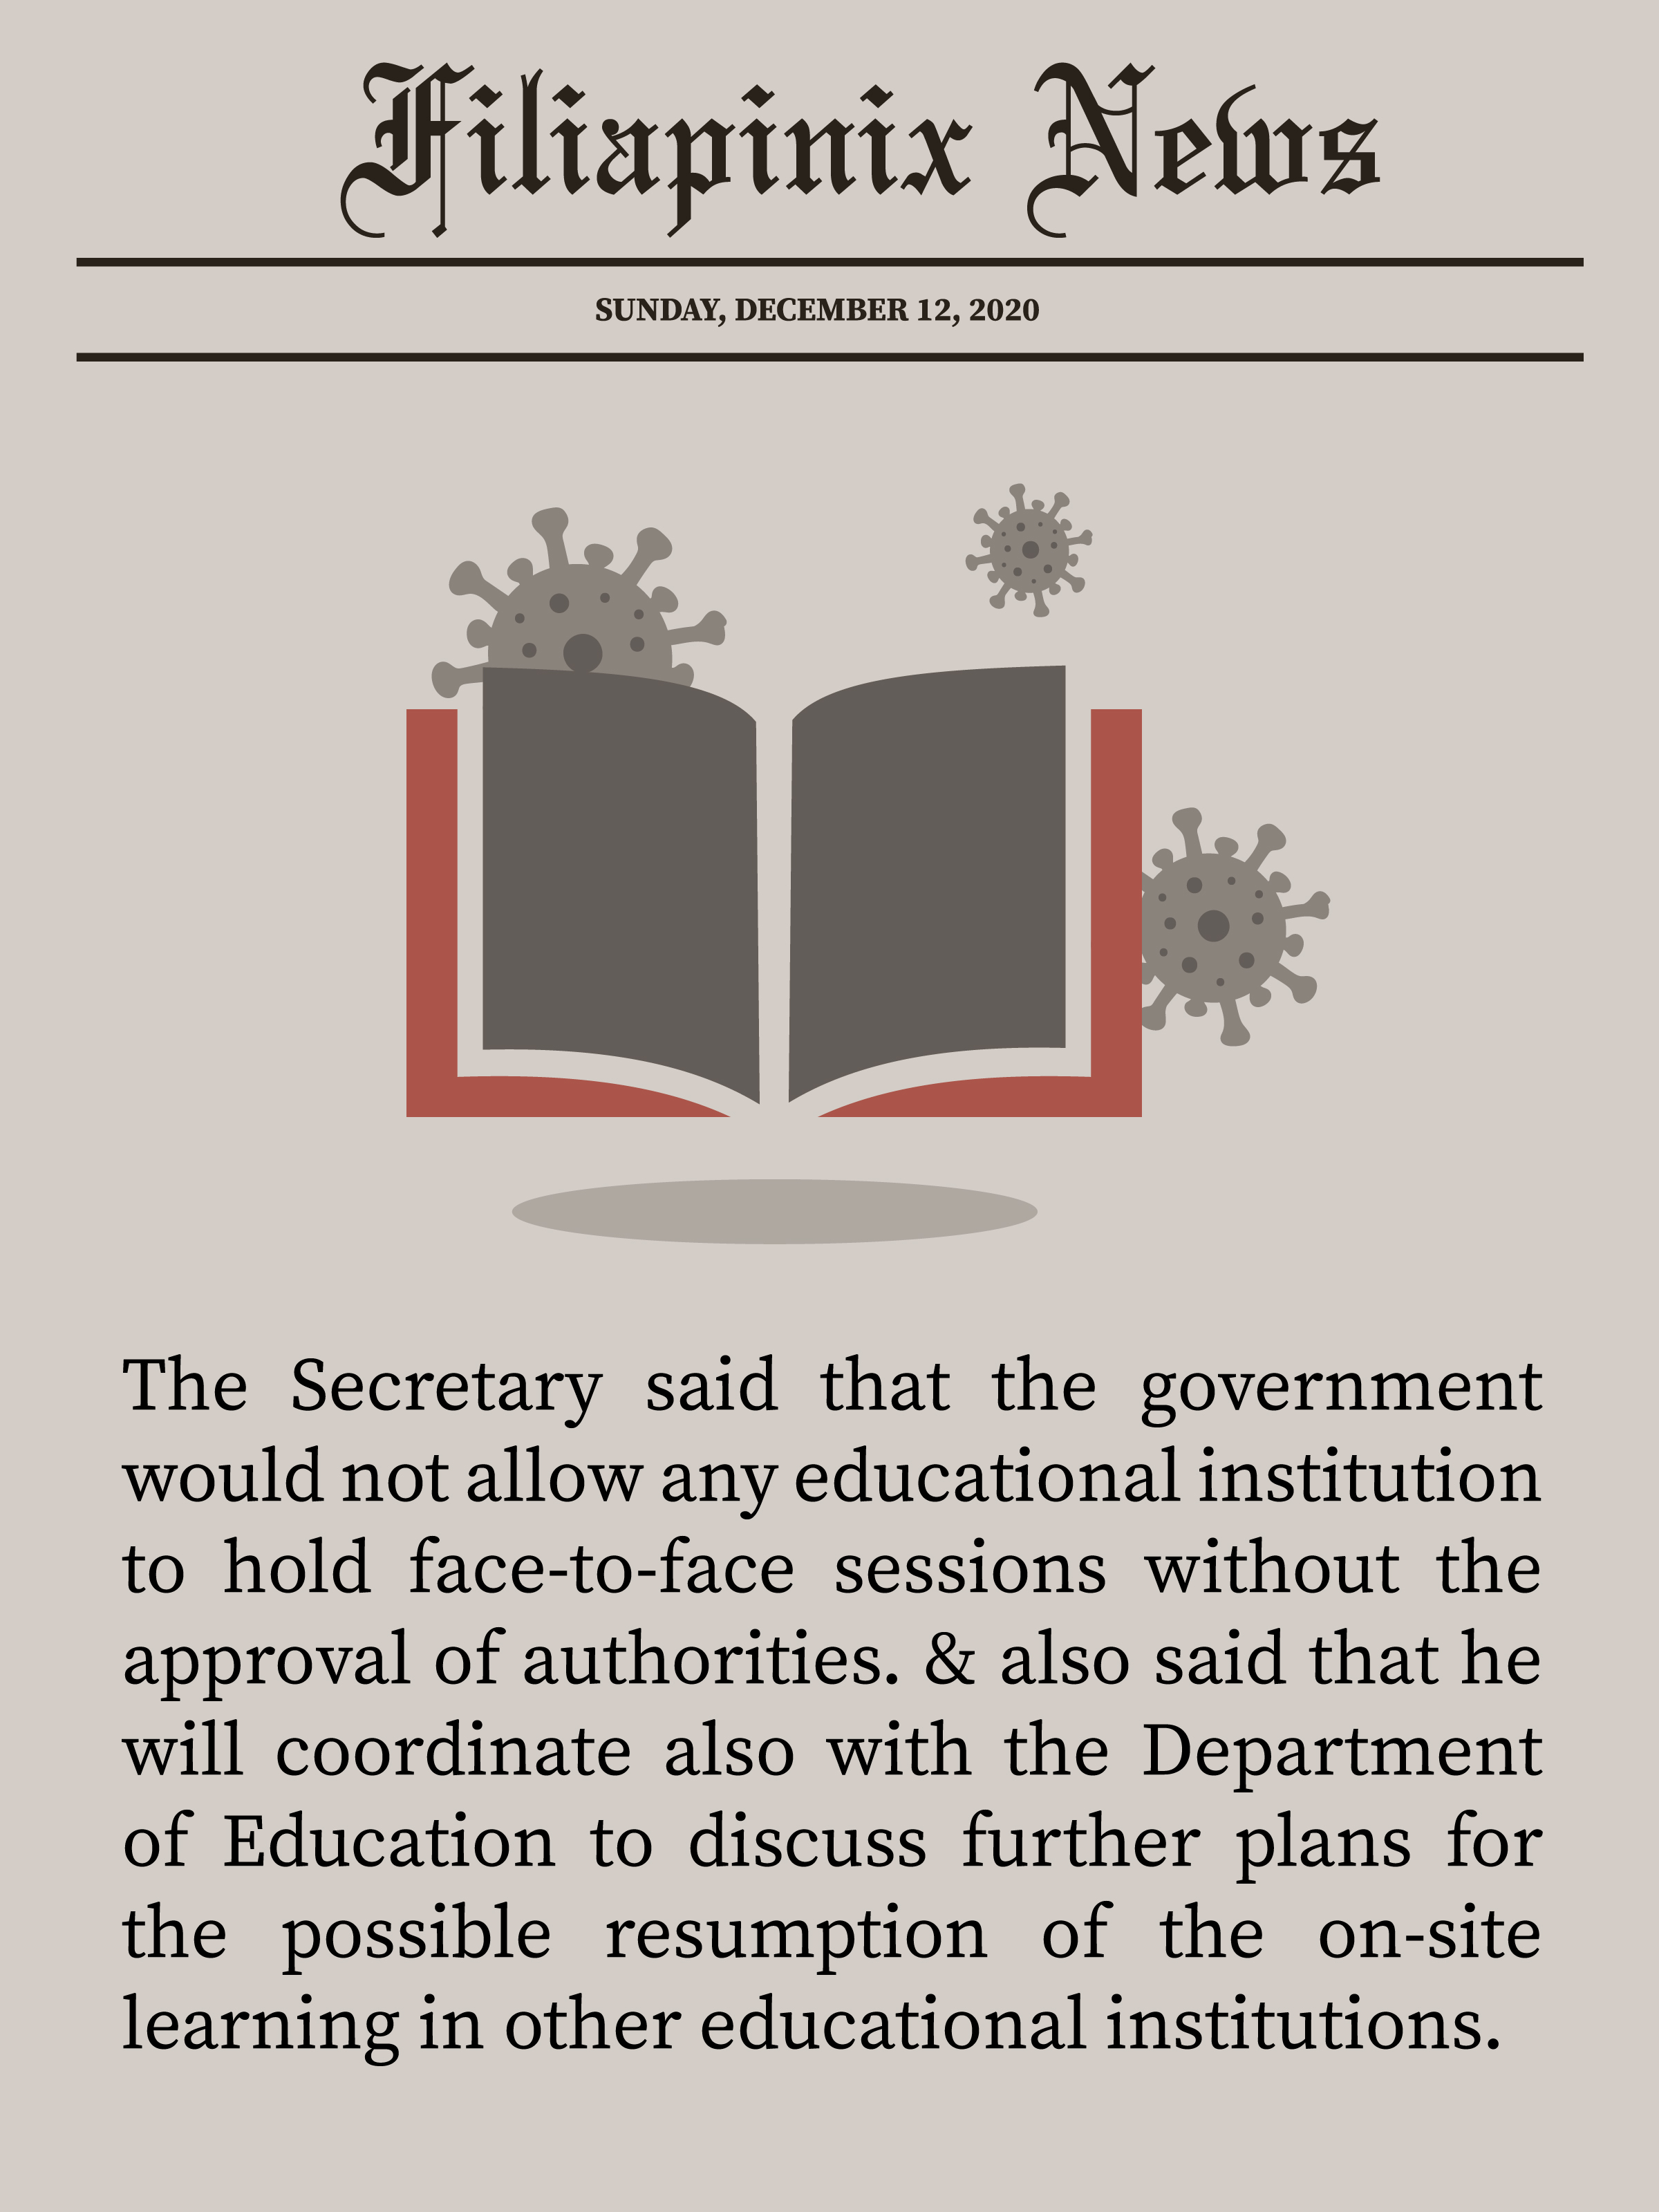 Filiapinix News
SUNDAY, DECEMBER 12, 2020
The Secretary said that the government
would not allow any educational institution
to hold face-to-face sessions without the
approval of authorities. & also said that he
will coordinate also with the Department
of Education to discuss further plans for
the possible resumption of the on-site
learning in other educational institutions.